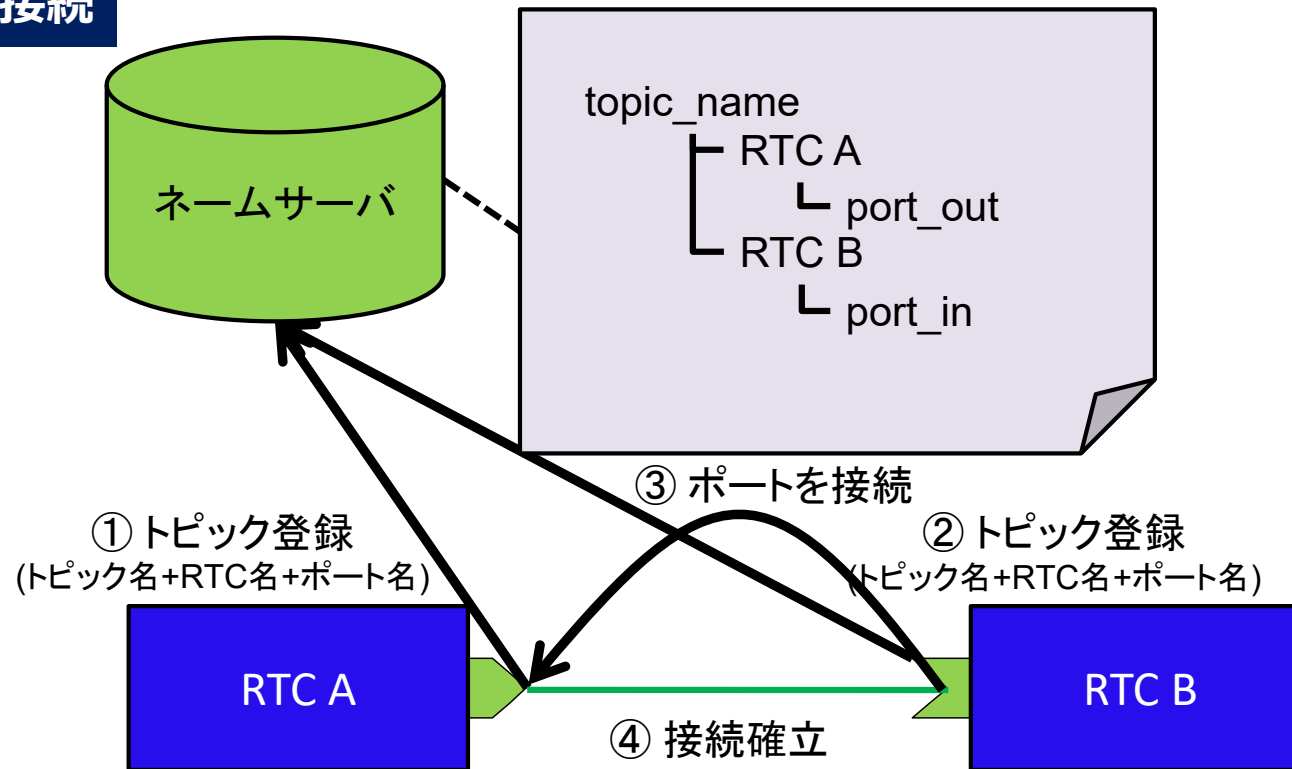 接続
ネームサーバ
topic_name
RTC A
port_out
RTC B
port_in
③ ポートを接続
① トピック登録
(トピック名+RTC名+ポート名)
② トピック登録
(トピック名+RTC名+ポート名)
RTC A
RTC B
④ 接続確立